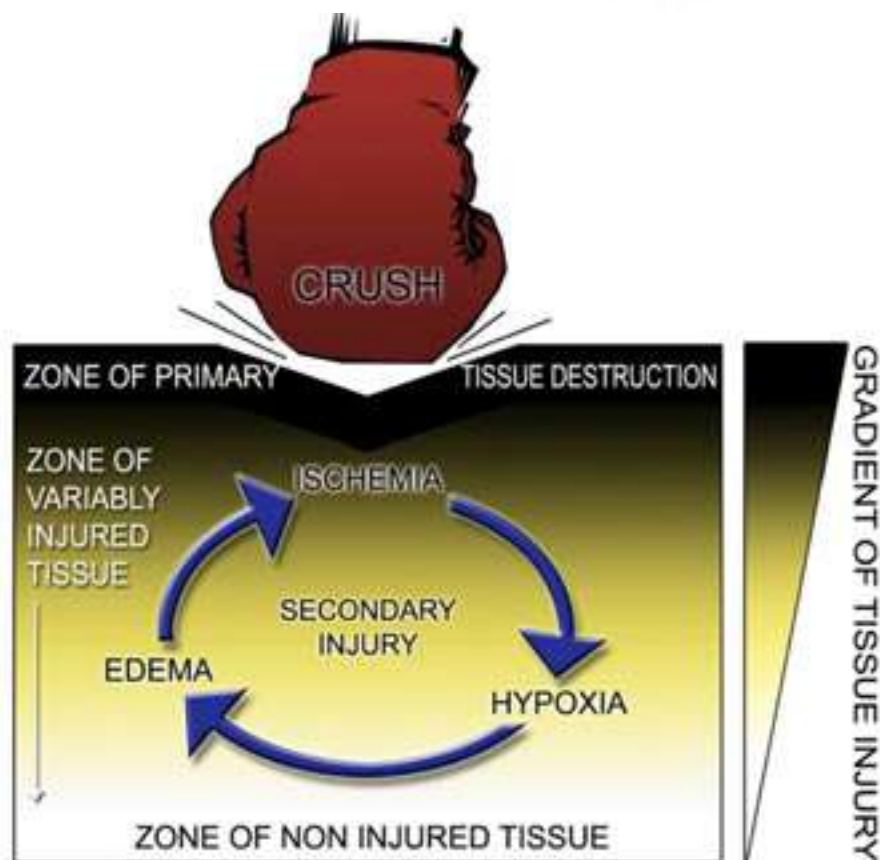 CRUSH
ZONE OF PRIMARY TISSUE DESTRUCTION
ZONE OF
VARIABLY
INJURED
TISSUE
ISCHEMIA
SECONDARY
INJURY
EDEMA
HYPOXIA
ZONE OF NON INJURED TISSUE
GRADIENT OF TISSUE INJURY